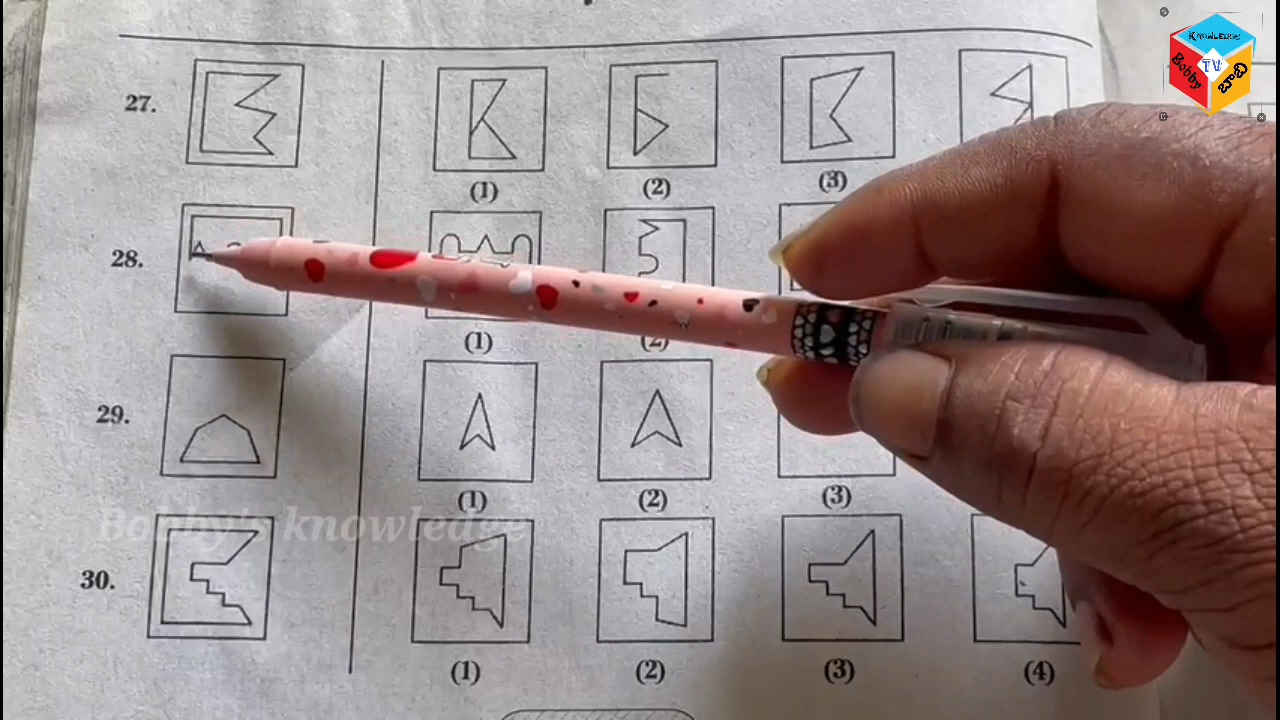 KNOWLEDGE
Bobby
TV
27.
(1) (2) (3)
28.
(1) (2)
29.
(1) (2) (3)
Bobby's knowledge
30.
(1) (2) (3) (4)